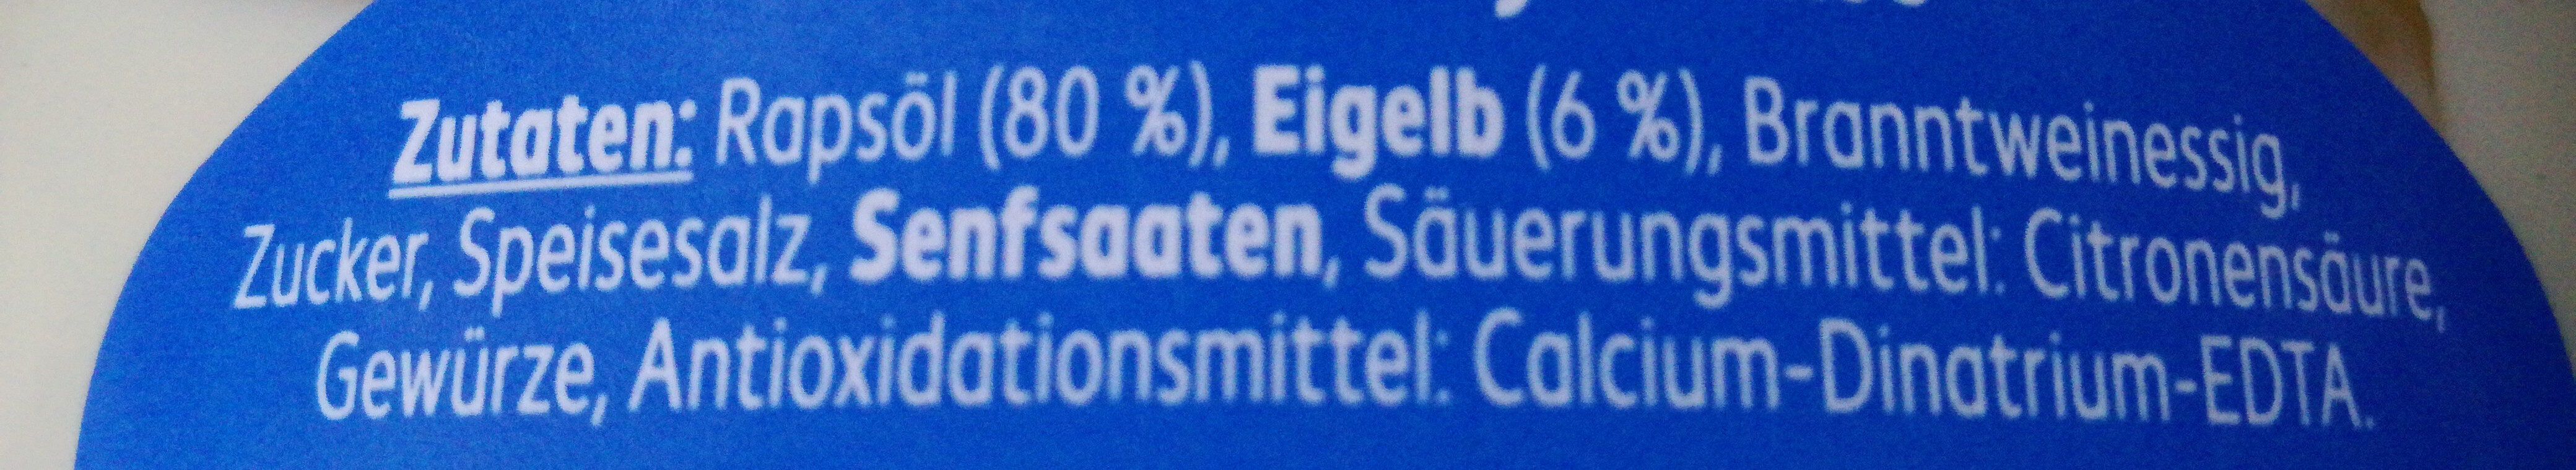 Zutaten: Rapsöl (80 %), Eigelb (6 %), Branntweinessig,
Zucker, Speisesalz, Senfsaaten, Säuerungsmittel: Citronensäure,
Gewürze, Antioxidationsmittel: Calcium-Dinatrium-EDTA.